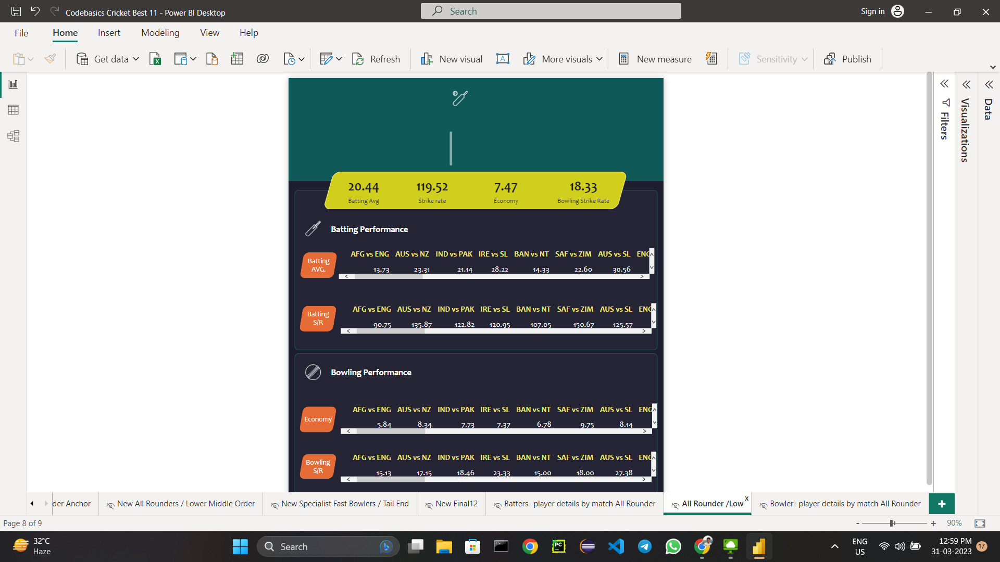 Codebasics Cricket Best 11 - Power BI Desktop
Search
Sign in
File Home Insert Modeling View Help
Get data
Refresh
New visual
More visuals
New measure
Sensitivity
Publish
Filters
Visualizations
Data
20.44 119.52 7.47 18.33
Batting Avg Strike rate Economy Bowling Strike Rate
Batting Performance
Batting AVG.
AFG vs ENG AUS vs NZ IND vs PAK IRE vs SL BAN vs NT SAF vs ZIM AUS vs SL ENG
13.73 23.31 21.14 28.22 14.33 22.60 30.56
Batting S/R
AFG vs ENG AUS vs NZ IND vs PAK IRE vs SL BAN vs NT SAF vs ZIM AUS vs SL ENG
90.75 135.87 122.82 120.95 107.05 150.67 125.57
Bowling Performance
Economy
AFG vs ENG AUS vs NZ IND vs PAK IRE vs SL BAN vs NT SAF vs ZIM AUS vs SL ENG
5.84 8.34 7.73 7.37 6.78 9.75 8.14
Bowling S/R
AFG vs ENG AUS vs NZ IND vs PAK IRE vs SL BAN vs NT SAF vs ZIM AUS vs SL ENG
15.13 17.15 18.46 23.33 15.00 18.00 27.38
der Anchor
New All Rounders / Lower Middle Order
New Specialist Fast Bowlers / Tail End
New Final12
Batters- player details by match All Rounder
All Rounder /Low
x
Bowler- player details by match All Rounder
+
Page 8 of 9
- + 90%
32°C
Haze
Search
PC
ENG
US
12:59 PM
31-03-2023
17